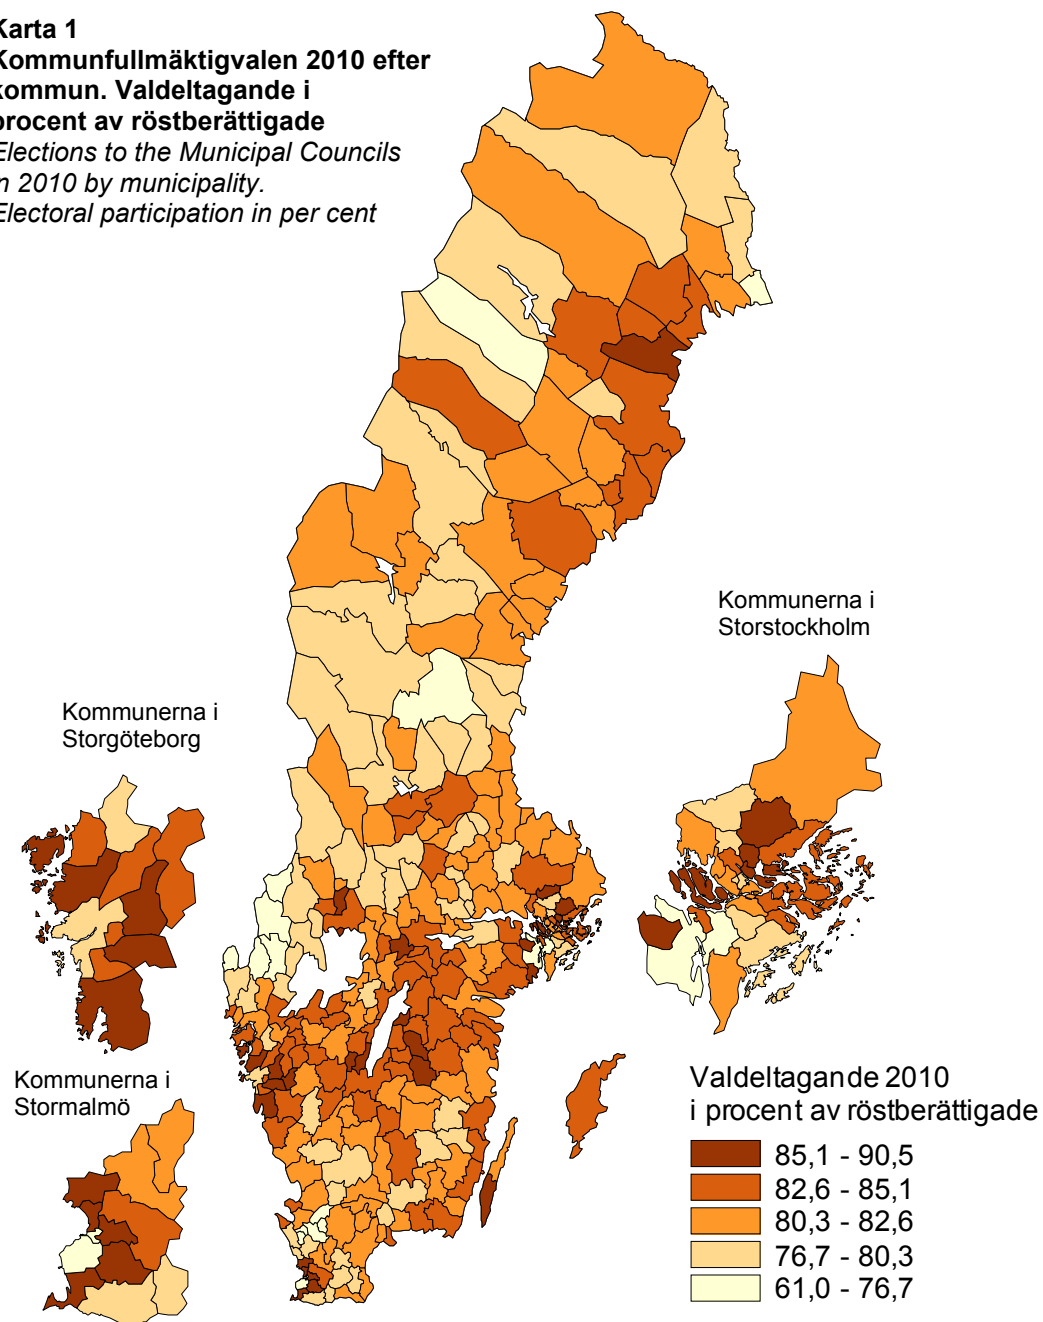 Karta 1
Kommunfullmäktigvalen 2010 efter
kommun. Valdeltagande i
procent av röstberättigade
Elections to the Municipal Councils
in 2010 by municipality.
Electoral participation in per cent
Kommunerna i
Storstockholm
Kommunerna i
Storgöteborg
Kommunerna i
Stormalmö
Valdeltagande 2010
i procent av röstberättigade
85,1 - 90,5
82,6 - 85,1
80,3 - 82,6
76,7 - 80,3
61,0 - 76,7